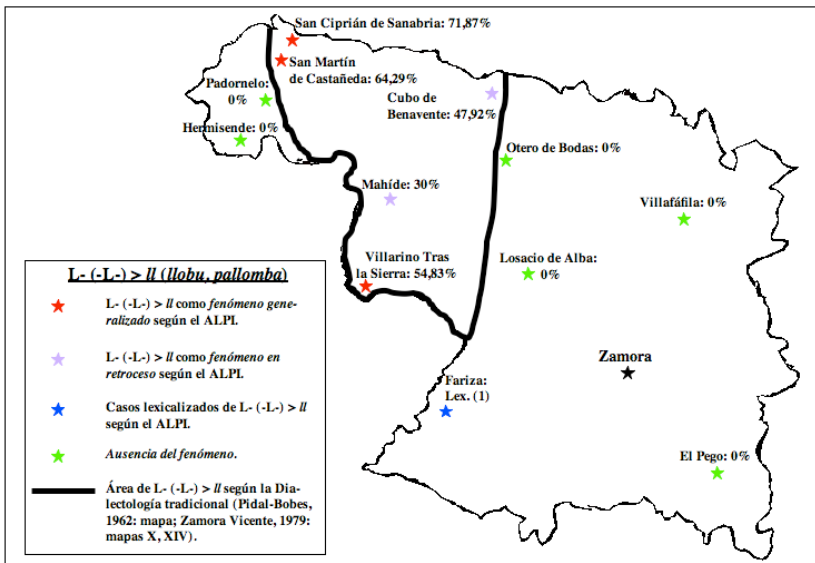 San Ciprián de Sanabria: 71,87%
San Martín
de Castañeda: 64,29%
Padornelo:
0%
Cubo de
Benavente: 47,92%
Hermisende: 0%
Otero de Bodas: 0%
Mahíde: 30%
Villafáfila: 0%
Villarino Tras
la Sierra: 54,83%
Losacio de Alba:
0%
Zamora
Fariza:
Lex. (1)
El Pego: 0%
L- (-L-) > ll (llobu, pallomba)
L- (-L-) > ll como fenómeno gene-
ralizado según el ALPI.
L- (-L-) > ll como fenómeno en
retroceso según el ALPI.
Casos lexicalizados de L- (-L-) > ll
según el ALPI.
Ausencia del fenómeno.
Área de L- (-L-) > ll según la Dia-
lectología tradicional (Pidal-Bobes,
1962: mapa; Zamora Vicente, 1979:
mapas X, XIV).